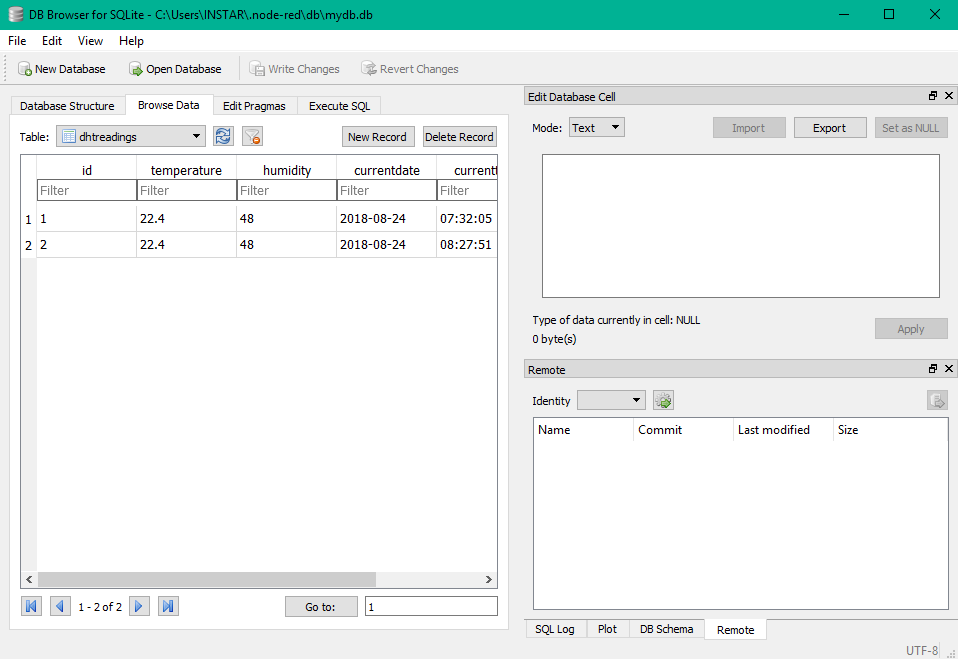 DB Browser for SQLite - C:\Users\INSTAR\.node-red\db\mydb.db
File Edit View Help
New Database Open Database Write Changes Revert Changes
Database Structure Browse Data Edit Pragmas Execute SQL
Table: dhtreadings New Record Delete Record
id temperature humidity currentdate currentt
Filter Filter Filter Filter Filter
1 1 22.4 48 2018-08-24 07:32:05
2 2 22.4 48 2018-08-24 08:27:51
1 - 2 of 2 Go to: 1
Edit Database Cell
Mode: Text Import Export Set as NULL
Type of data currently in cell: NULL
0 byte(s)
Apply
Remote
Identity
Name Commit Last modified Size
SQL Log Plot DB Schema Remote
UTF-8